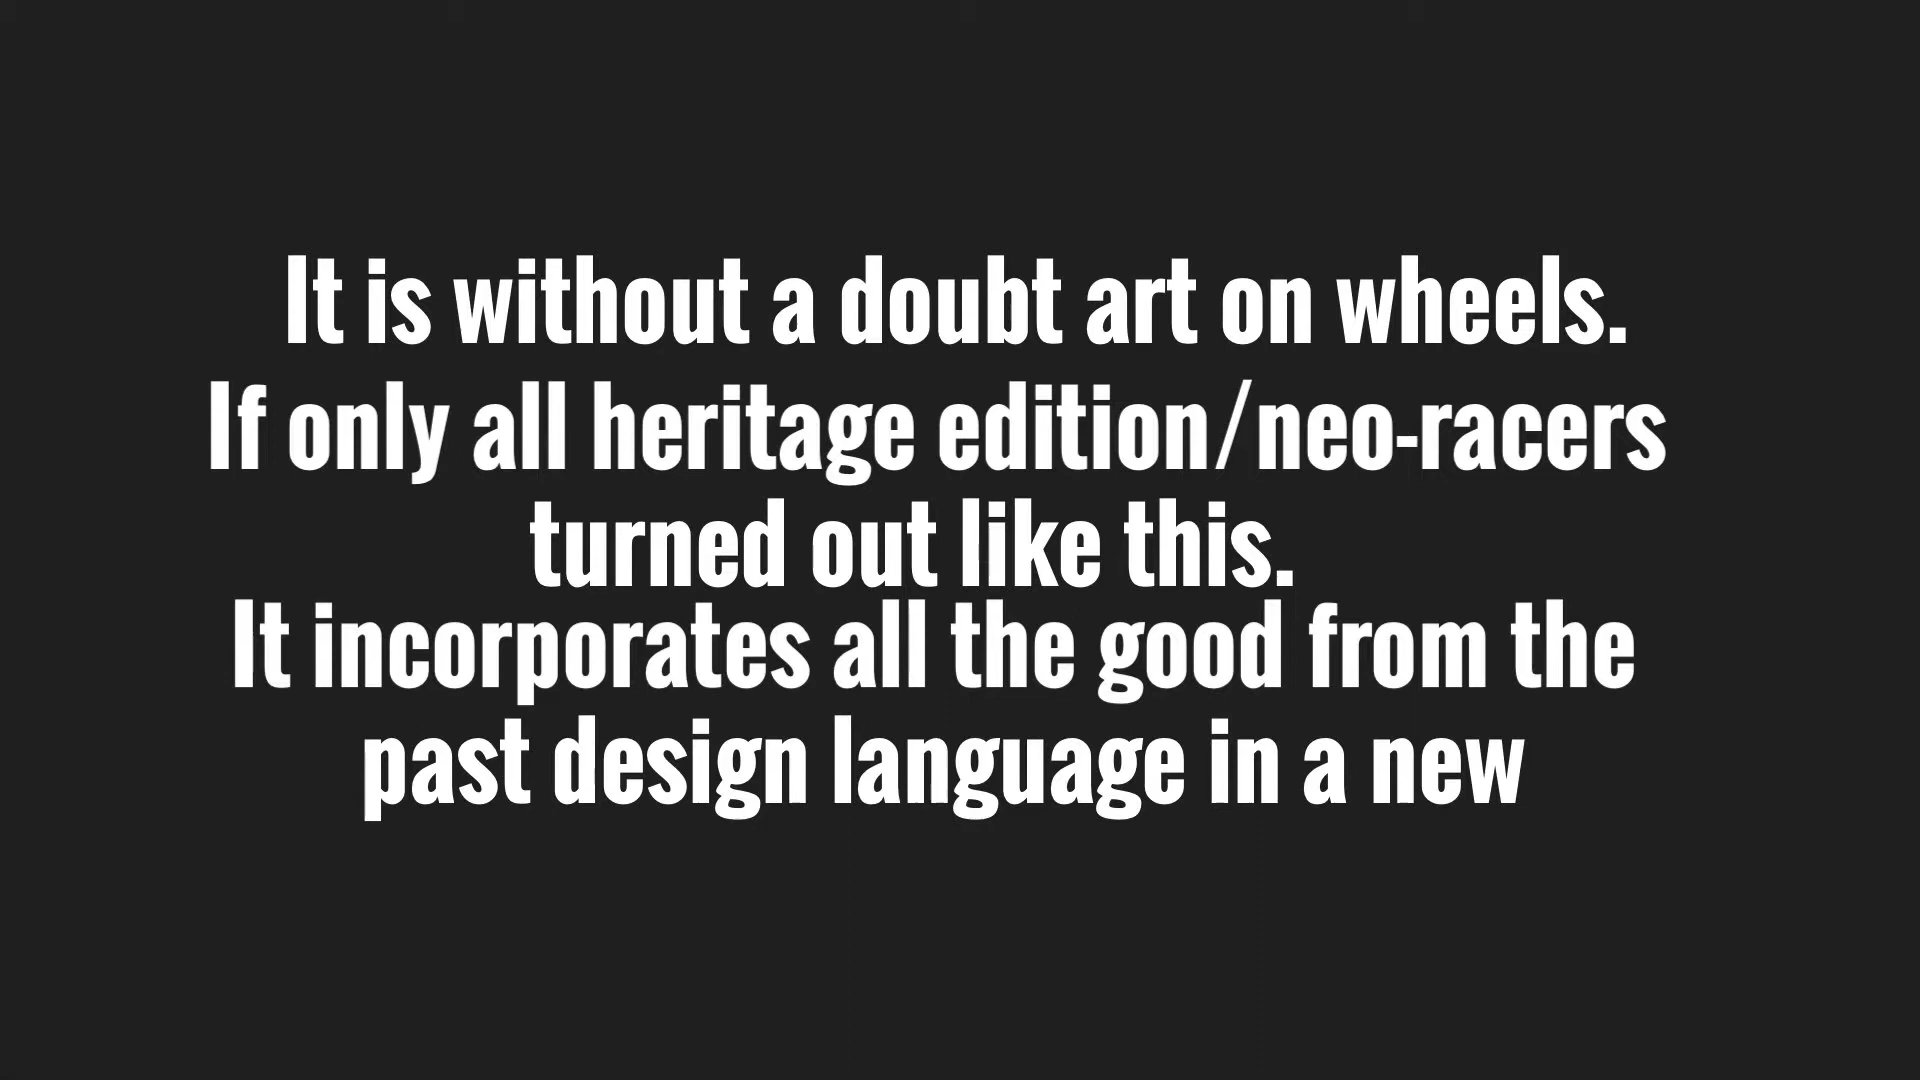 It is without a doubt art on wheels.
If only all heritage edition/neo-racers
turned out like this.
It incorporates all the good from the
past design language in a new